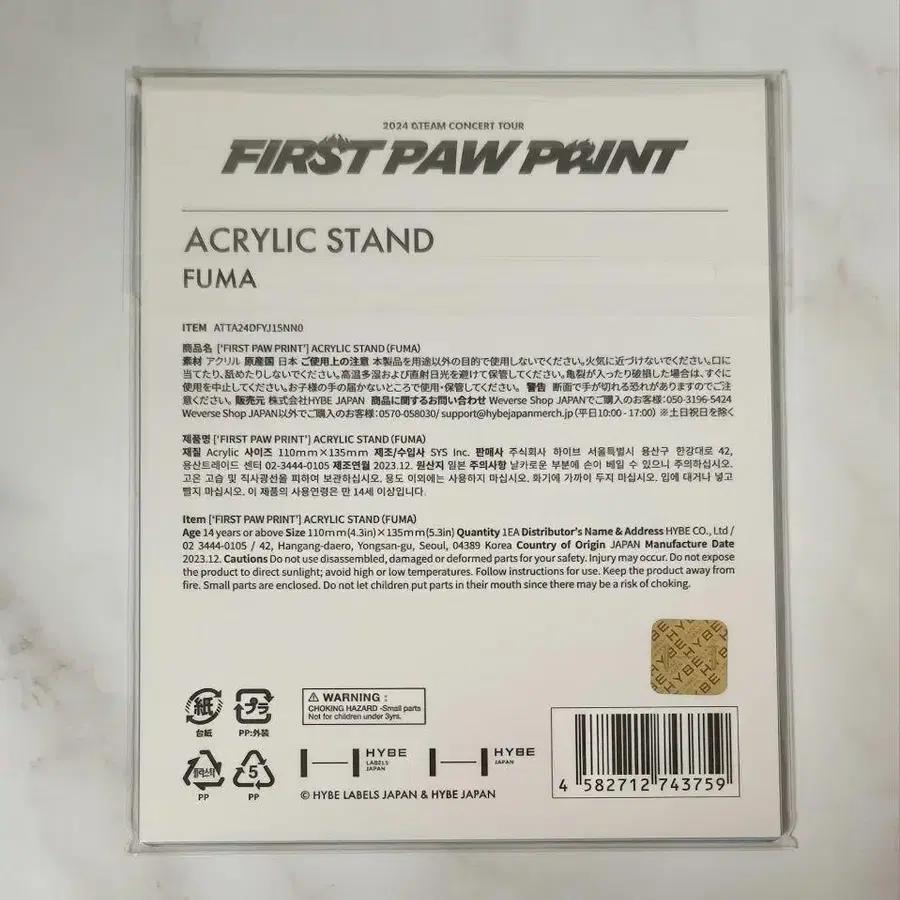 2024 &TEAM CONCERT TOUR
FIRST PAW PRINT
ACRYLIC STAND
FUMA
ITEM ATTA24DFYJ15NN0
商品名 ['FIRST PAW PRINT'] ACRYLIC STAND (FUMA)
素材 アクリル 原産国 日本 ご使用上の注意 本製品を用途以外の目的で使用しないでください。火気に近づけないでください。口に
当てたり、舐めたりしないでください。高温多湿および直射日光を避けて保管してください。亀裂が入ったり破損した場合は、すぐに
使用を中止してください。お子様の手の届かないところで使用・保管してください。 警告 断面で手が切れる恐れがありますのでご注
意ください。 販売元 株式会社HYBE JAPAN 商品に関するお問い合わせ Weverse Shop JAPANでご購入のお客様:050-3196-5424
Weverse Shop JAPAN以外でご購入のお客様:0570-058030/ support@hybejapanmerch.jp (平日10:00 - 17:00) ※土日祝日を除く
제품명 ['FIRST PAW PRINT'] ACRYLIC STAND (FUMA)
재질 Acrylic 사이즈 110mm×135mm 제조/수입사 SYS Inc. 판매사 주식회사 하이브 서울특별시 용산구 한강대로 42,
용산트레이드 센터 02-3444-0105 제조연월 2023.12. 원산지 일본 주의사항 날카로운 부분에 손이 베일 수 있으니 주의하십시오.
고온 고습 및 직사광선을 피하여 보관하십시오. 용도 이외에는 사용하지 마십시오. 화기에 가까이 두지 마십시오. 입에 대거나 넣고
빨지 마십시오. 이 제품의 사용연령은 만 14세 이상입니다.
Item ['FIRST PAW PRINT'] ACRYLIC STAND (FUMA)
Age 14 years or above Size 110mm(4.3in)×135mm(5.3in) Quantity 1EA Distributor's Name & Address HYBE CO., Ltd /
02 3444-0105 / 42, Hangang-daero, Yongsan-gu, Seoul, 04389 Korea Country of Origin JAPAN Manufacture Date
2023.12. Cautions Do not use disassembled, damaged or deformed parts for your safety. Injury may occur. Do not expose
the product to direct sunlight; avoid high or low temperatures. Follow instructions for use. Keep the product away from
fire. Small parts are enclosed. Do not let children put parts in their mouth since there may be a risk of choking.
HYBE HYBE HYBE
紙
台紙
プラ
PP:外装
WARNING :
CHOKING HAZARD -Small parts
Not for children under 3yrs.
플라스틱
PP
5
PP
HYBE
LABELS
JAPAN
HYBE
JAPAN
© HYBE LABELS JAPAN & HYBE JAPAN
4 582712 743759